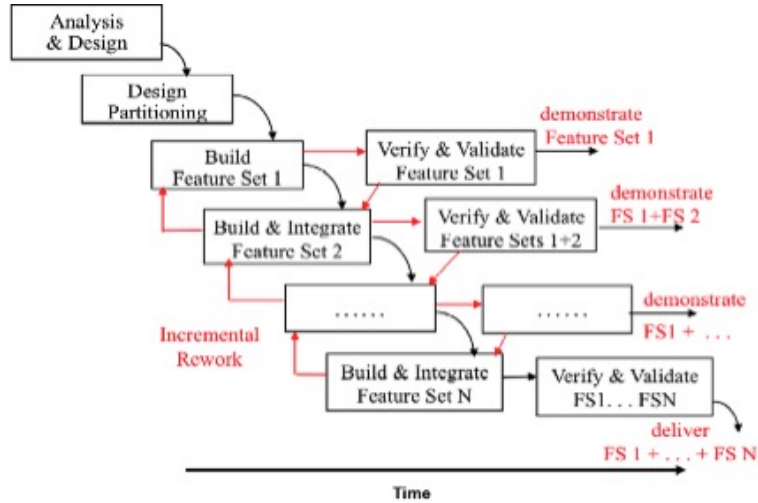 Analysis
& Design
Design
Partitioning
demonstrate
Feature Set 1
Build
Feature Set 1
Verify & Validate
Feature Set 1
demonstrate
FS 1+FS 2
Build & Integrate
Feature Set 2
Verify & Validate
Feature Sets 1+2
......
......
demonstrate
FS1 + . . .
Incremental
Rework
Build & Integrate
Feature Set N
Verify & Validate
FS1. . . FSN
deliver
FS 1 + . . . + FS N
Time